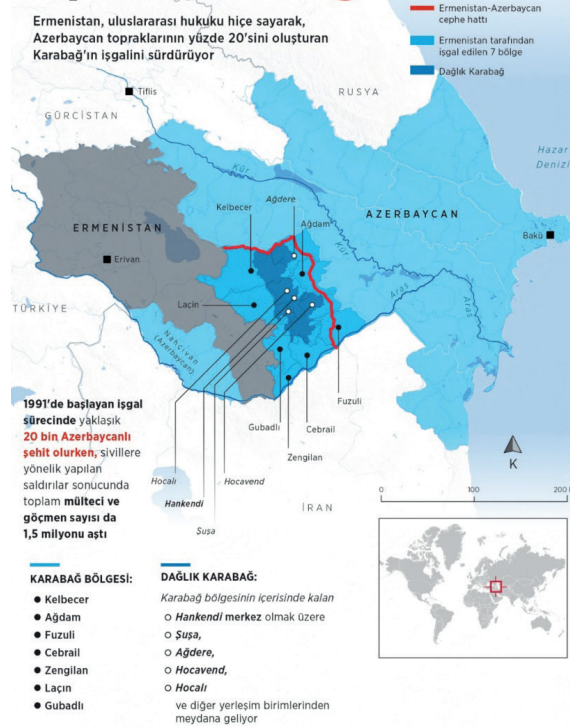 Ermenistan, uluslararası hukuku hiçe sayarak,
Azerbaycan topraklarının yüzde 20'sini oluşturan
Karabağ'ın işgalini sürdürüyor
Ermenistan-Azerbaycan
cephe hattı
Ermenistan tarafından
işgal edilen 7 bölge
Dağlık Karabağ
Tiflis
GÜRCİSTAN
RUSYA
Hazar
Denizi
Kür
Ağdere
Kelbecer
Ağdam
AZERBAYCAN
ERMENİSTAN
Bakü
Erivan
Kür
Aras
Aras
Laçın
TÜRKİYE
Nahçıvan
(Azerbaycan)
Fuzuli
Gubadlı
Cebrail
Zengilan
Hocalı
Hankendi
Hocavend
Şuşa
İRAN
K
0
200
1991'de başlayan işgal
sürecinde yaklaşık
20 bin Azerbaycanlı
şehit olurken, sivillere
yönelik yapılan
saldırılar sonucunda
toplam mülteci ve
göçmen sayısı da
1,5 milyonu aştı
KARABAĞ BÖLGESİ:
Kelbecer
Ağdam
Fuzuli
Cebrail
Zengilan
Laçın
Gubadlı
DAĞLIK KARABAĞ:
Karabağ bölgesinin içerisinde kalan
Hankendi merkez olmak üzere
Şuşa,
Ağdere,
Hocavend,
Hocalı
ve diğer yerleşim birimlerinden
meydana geliyor